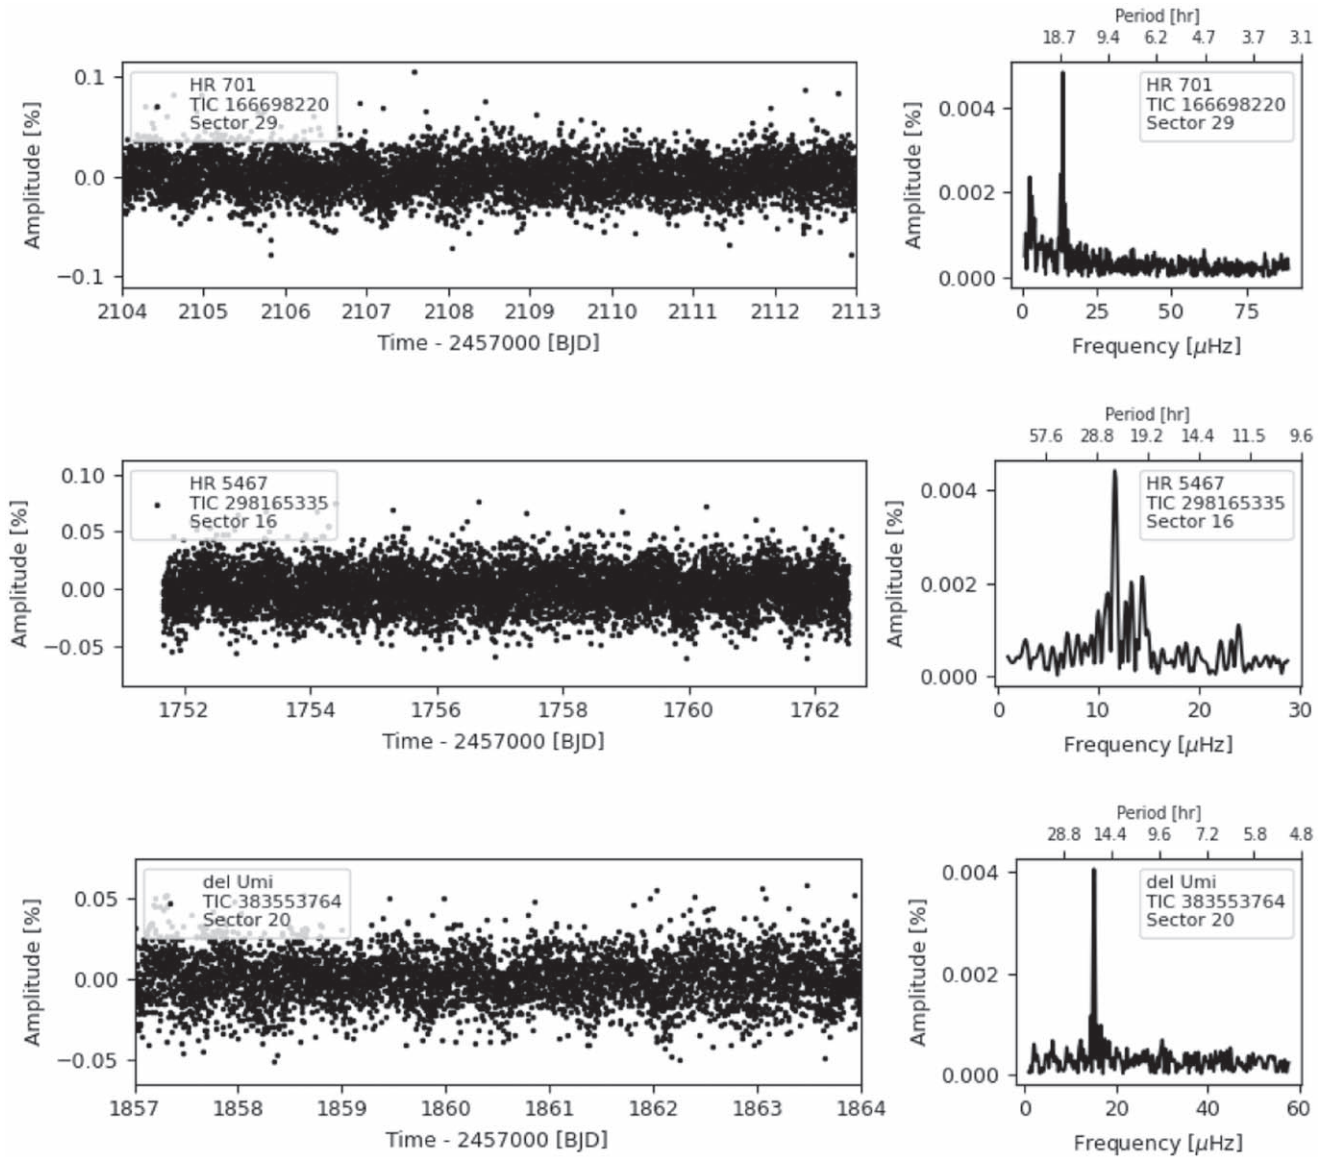 Period [hr]
18.7 9.4 6.2 4.7 3.7 3.1
HR 701
TIC 166698220
Sector 29
0.1
0.0
−0.1
Amplitude [%]
2104 2105 2106 2107 2108 2109 2110 2111 2112 2113
Time - 2457000 [BJD]
HR 701
TIC 166698220
Sector 29
0.004
0.002
0.000
Amplitude [%]
0 25 50 75
Frequency [μHz]
Period [hr]
57.6 28.8 19.2 14.4 11.5 9.6
HR 5467
TIC 298165335
Sector 16
0.10
0.05
0.00
−0.05
Amplitude [%]
1752 1754 1756 1758 1760 1762
Time - 2457000 [BJD]
HR 5467
TIC 298165335
Sector 16
0.004
0.002
0.000
Amplitude [%]
0 10 20 30
Frequency [μHz]
Period [hr]
28.8 14.4 9.6 7.2 5.8 4.8
del Umi
TIC 383553764
Sector 20
0.05
0.00
−0.05
Amplitude [%]
1857 1858 1859 1860 1861 1862 1863 1864
Time - 2457000 [BJD]
del Umi
TIC 383553764
Sector 20
0.004
0.002
0.000
Amplitude [%]
0 20 40 60
Frequency [μHz]